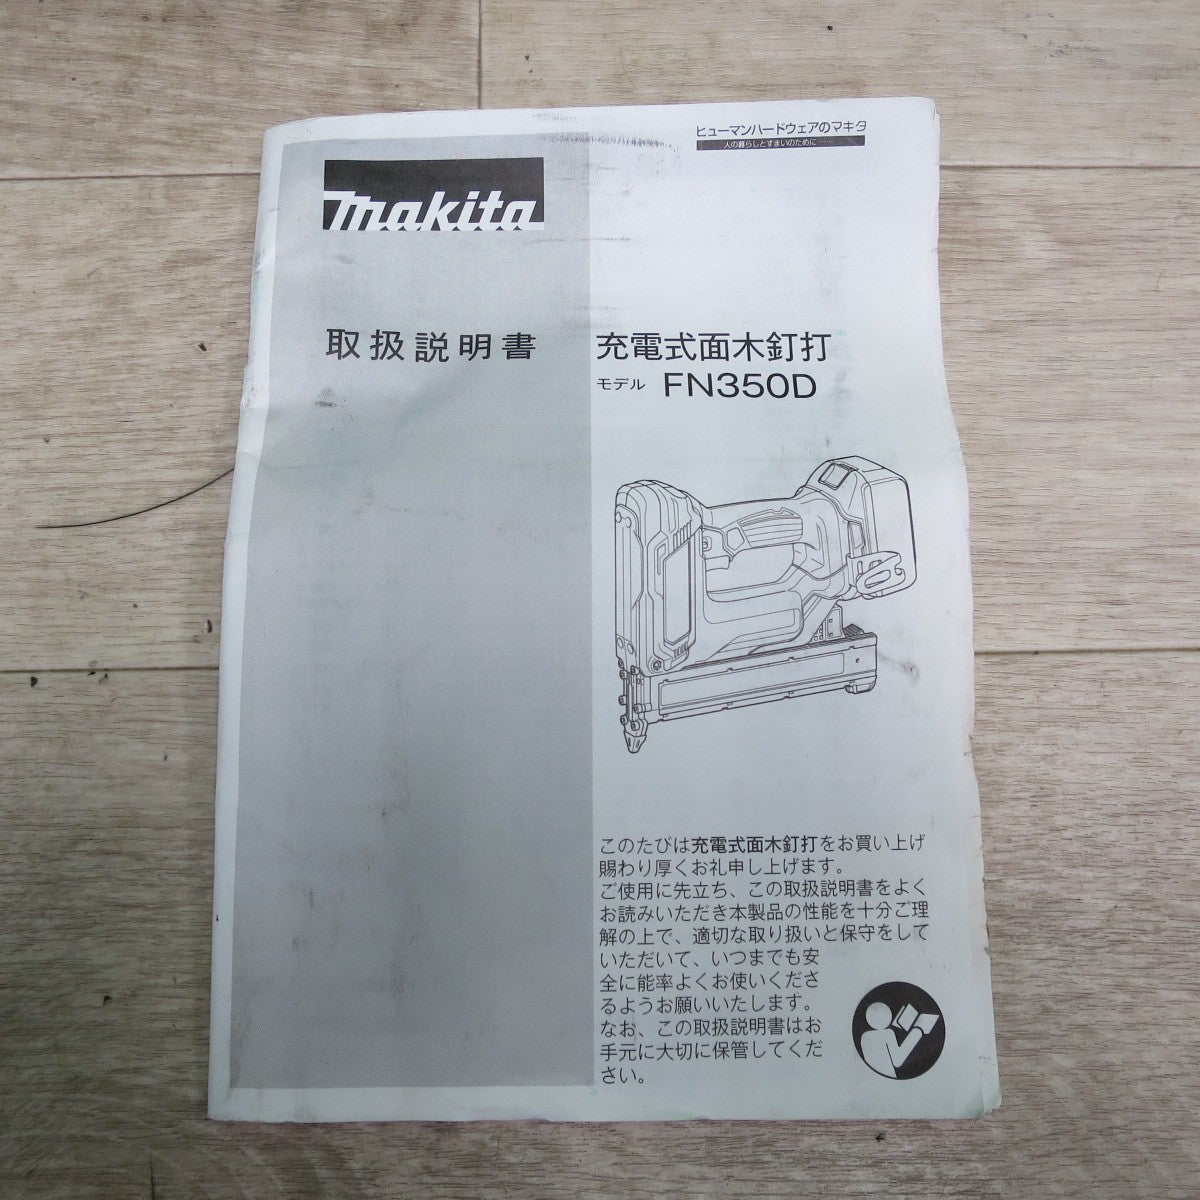 ヒューマンハードウェアのマキタ
人の暮らしとすまいのために……
makita
取扱説明書
充電式面木釘打
モデル FN350D
このたびは充電式面木釘打をお買い上げ
賜わり厚くお礼申し上げます。
ご使用に先立ち、この取扱説明書をよく
お読みいただき本製品の性能を十分ご理
解の上で、適切な取り扱いと保守をして
いただいて、いつまでも安
全に能率よくお使いくださ
るようお願いいたします。
なお、この取扱説明書はお
手元に大切に保管してくだ
さい。